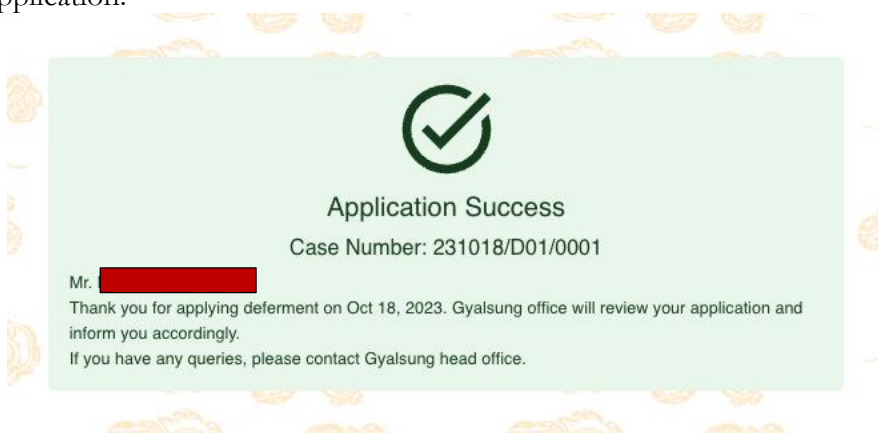 pplication.
Application Success
Case Number: 231018/D01/0001
Mr.
Thank you for applying deferment on Oct 18, 2023. Gyalsung office will review your application and
inform you accordingly.
If you have any queries, please contact Gyalsung head office.